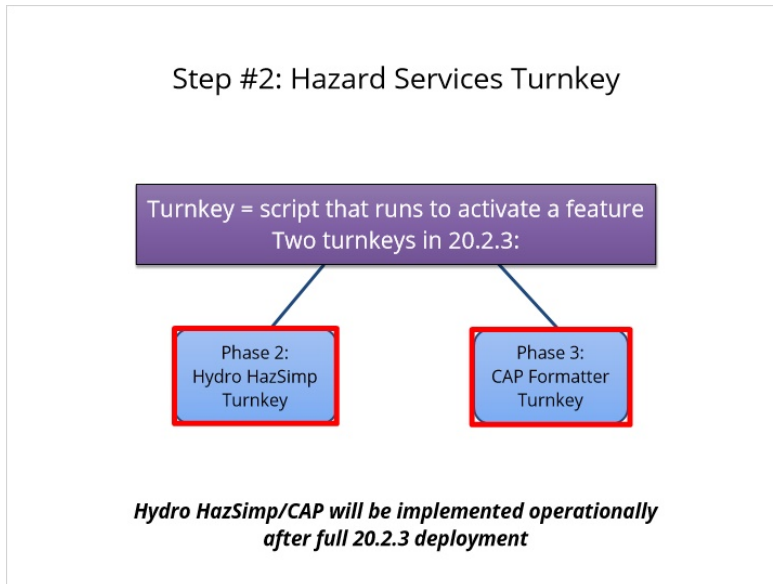 Step #2: Hazard Services Turnkey
Turnkey = script that runs to activate a feature
Two turnkeys in 20.2.3:
Phase 2:
Hydro HazSimp
Turnkey
Phase 3:
CAP Formatter
Turnkey
Hydro HazSimp/CAP will be implemented operationally
after full 20.2.3 deployment